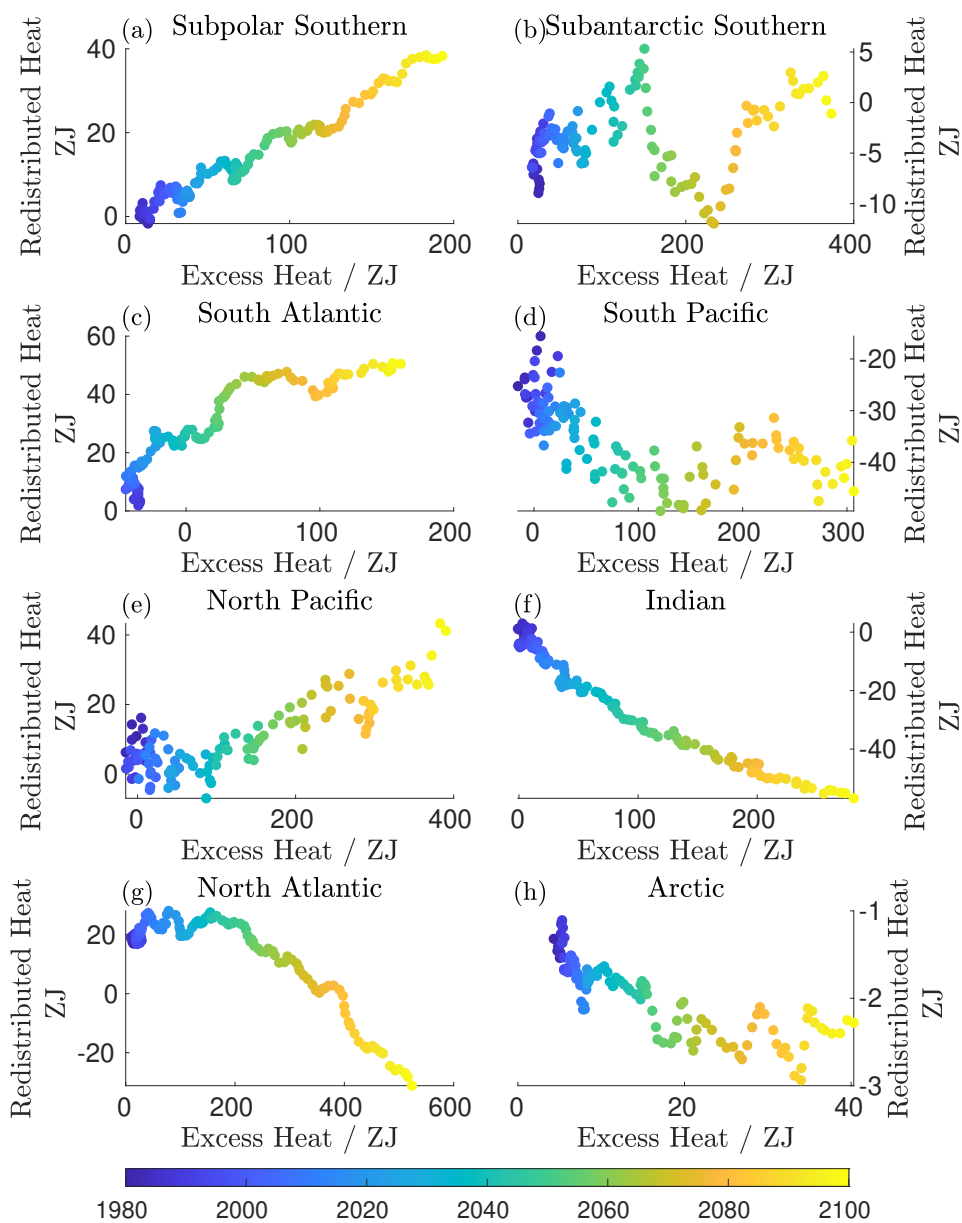 (a) Subpolar Southern
Redistributed Heat
ZJ
40
20
0
0 100 200
Excess Heat / ZJ
(b) Subantarctic Southern
Redistributed Heat
ZJ
5
0
-5
-10
0 200 400
Excess Heat / ZJ
(c) South Atlantic
Redistributed Heat
ZJ
60
40
20
0
0 100 200
Excess Heat / ZJ
(d) South Pacific
Redistributed Heat
ZJ
-20
-30
-40
0 100 200 300
Excess Heat / ZJ
(e) North Pacific
Redistributed Heat
ZJ
40
20
0
0 200 400
Excess Heat / ZJ
(f) Indian
Redistributed Heat
ZJ
0
-20
-40
0 100 200
Excess Heat / ZJ
(g) North Atlantic
Redistributed Heat
ZJ
20
0
-20
0 200 400 600
Excess Heat / ZJ
(h) Arctic
Redistributed Heat
ZJ
-1
-2
-3
0 20 40
Excess Heat / ZJ
1980 2000 2020 2040 2060 2080 2100